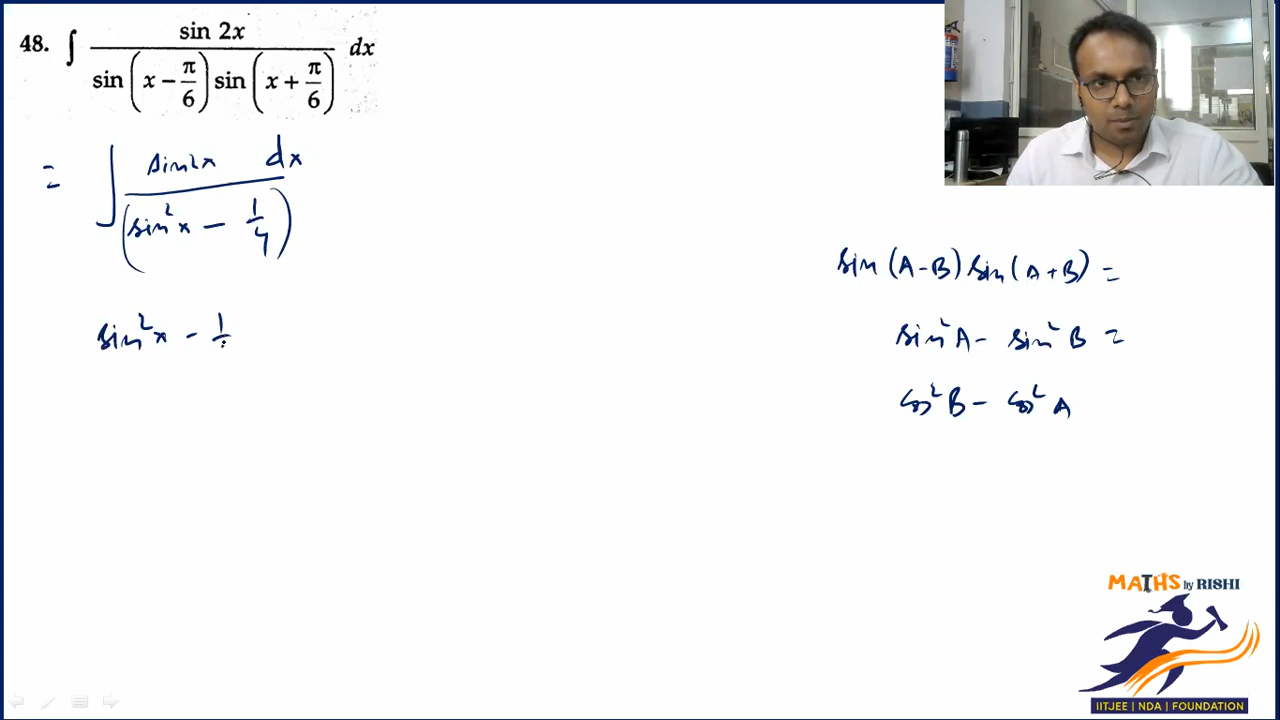 48. ∫ sin 2x / (sin(x − π/6) sin(x + π/6)) dx
= ∫ sin2x dx / (sin²x − 1/4)
sin²x − 1
sin(A−B) sin(A+B) =
sin²A − sin²B =
cos²B − cos²A
MATHS by RISHI
IITJEE | NDA | FOUNDATION